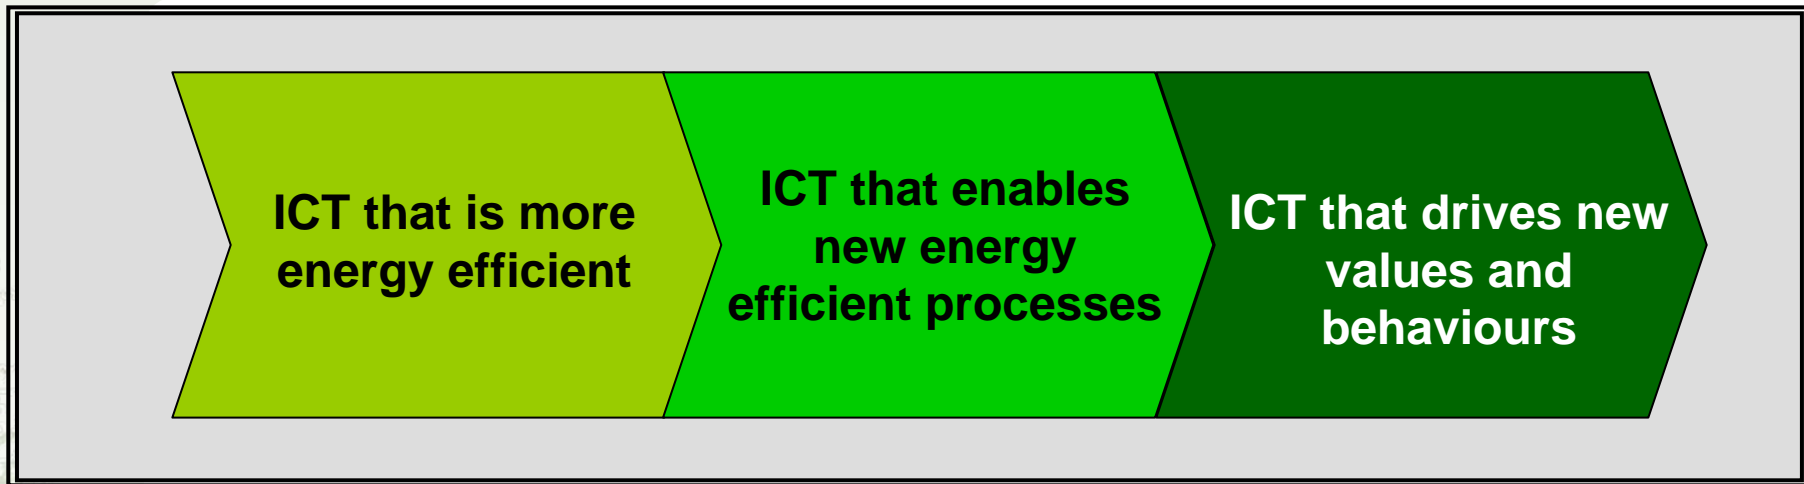 ICT that is more
energy efficient
ICT that enables
new energy
efficient processes
ICT that drives new
values and
behaviours